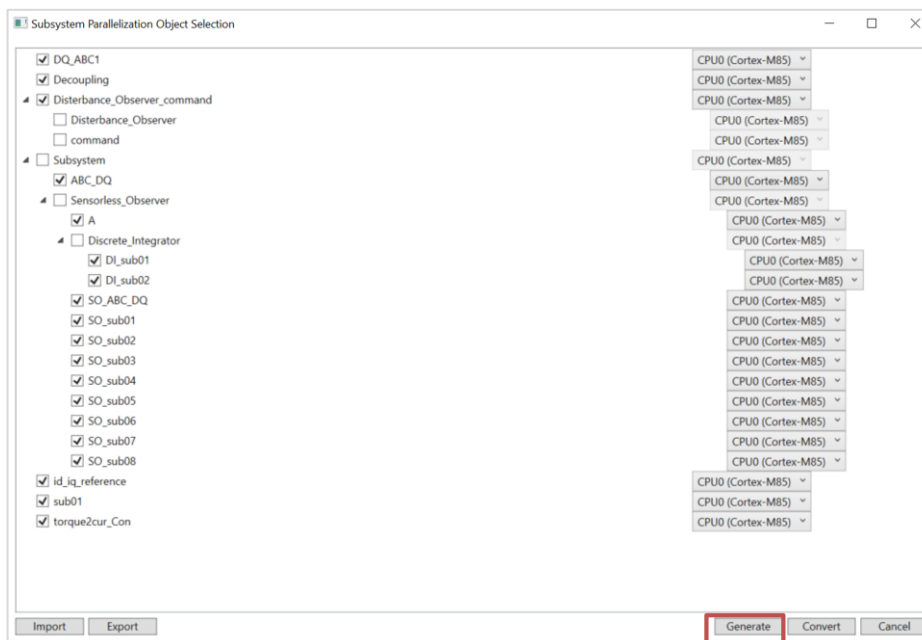 Subsystem Parallelization Object Selection
DQ_ABC1 CPU0 (Cortex-M85)
Decoupling CPU0 (Cortex-M85)
Disterbance_Observer_command CPU0 (Cortex-M85)
Disterbance_Observer CPU0 (Cortex-M85)
command CPU0 (Cortex-M85)
Subsystem CPU0 (Cortex-M85)
ABC_DQ CPU0 (Cortex-M85)
Sensorless_Observer CPU0 (Cortex-M85)
A CPU0 (Cortex-M85)
Discrete_Integrator CPU0 (Cortex-M85)
DI_sub01 CPU0 (Cortex-M85)
DI_sub02 CPU0 (Cortex-M85)
SO_ABC_DQ CPU0 (Cortex-M85)
SO_sub01 CPU0 (Cortex-M85)
SO_sub02 CPU0 (Cortex-M85)
SO_sub03 CPU0 (Cortex-M85)
SO_sub04 CPU0 (Cortex-M85)
SO_sub05 CPU0 (Cortex-M85)
SO_sub06 CPU0 (Cortex-M85)
SO_sub07 CPU0 (Cortex-M85)
SO_sub08 CPU0 (Cortex-M85)
id_iq_reference CPU0 (Cortex-M85)
sub01 CPU0 (Cortex-M85)
torque2cur_Con CPU0 (Cortex-M85)
Import Export Generate Convert Cancel